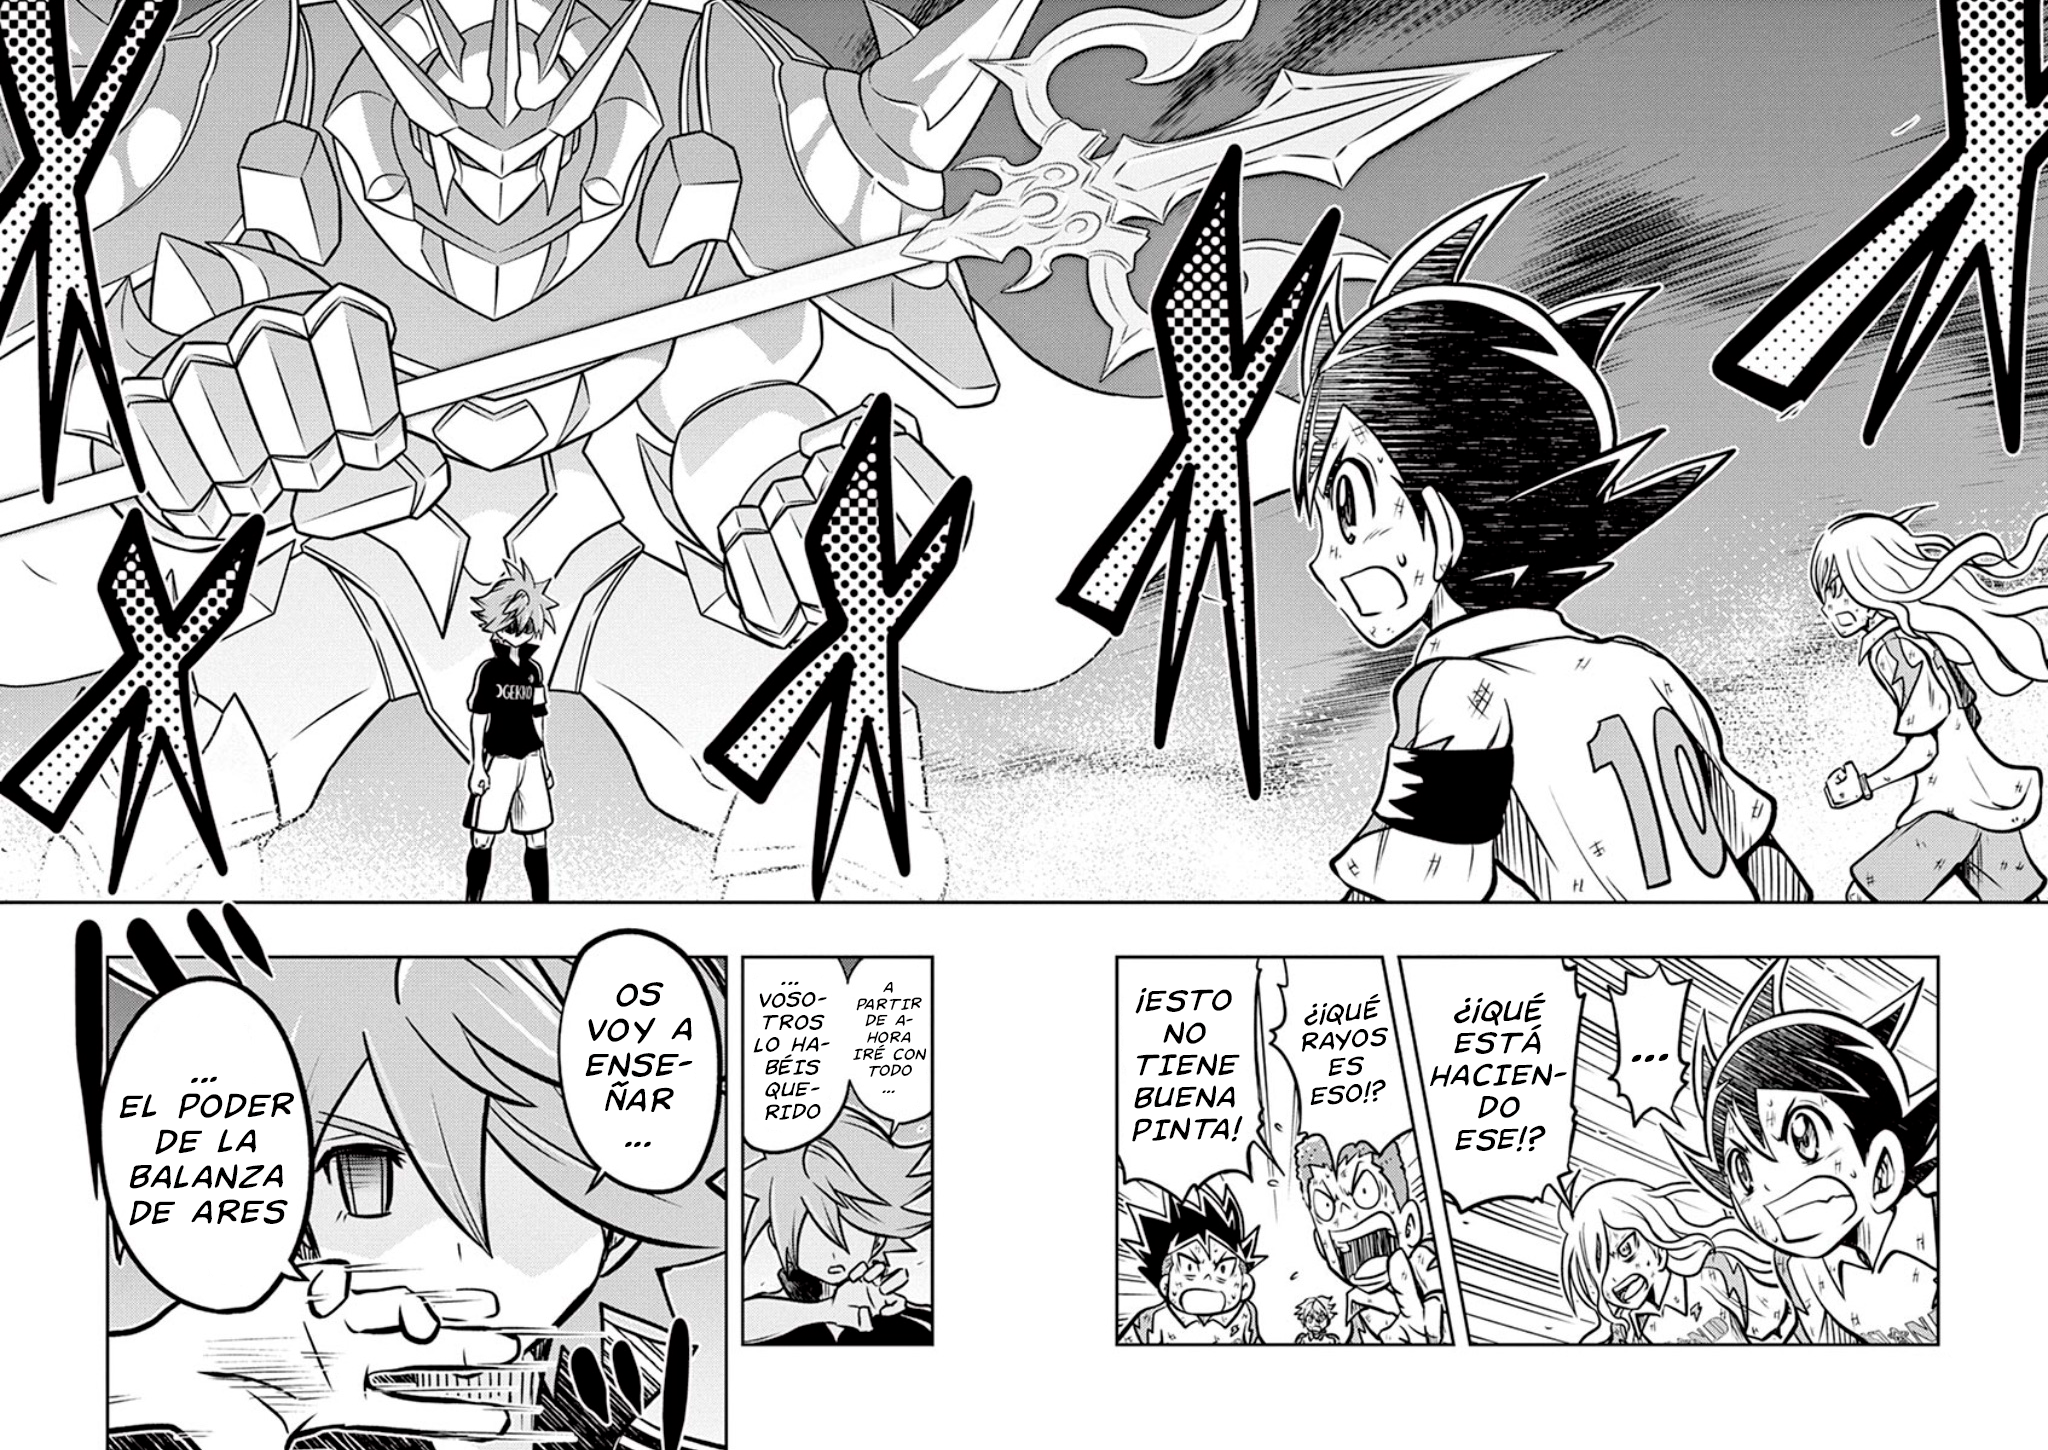 OGEKKO
10
...
¿¡QUÉ
ESTÁ
HACIEN-
DO
ESE!?
¿¡QUÉ
RAYOS
ES
ESO!?
¡ESTO
NO
TIENE
BUENA
PINTA!
A
PARTIR
DE A-
HORA
IRÉ CON
TODO
...
...
VOSO-
TROS
LO HA-
BÉIS
QUE-
RIDO
OS
VOY A
ENSE-
ÑAR
...
...
EL PODER
DE LA
BALANZA
DE ARES